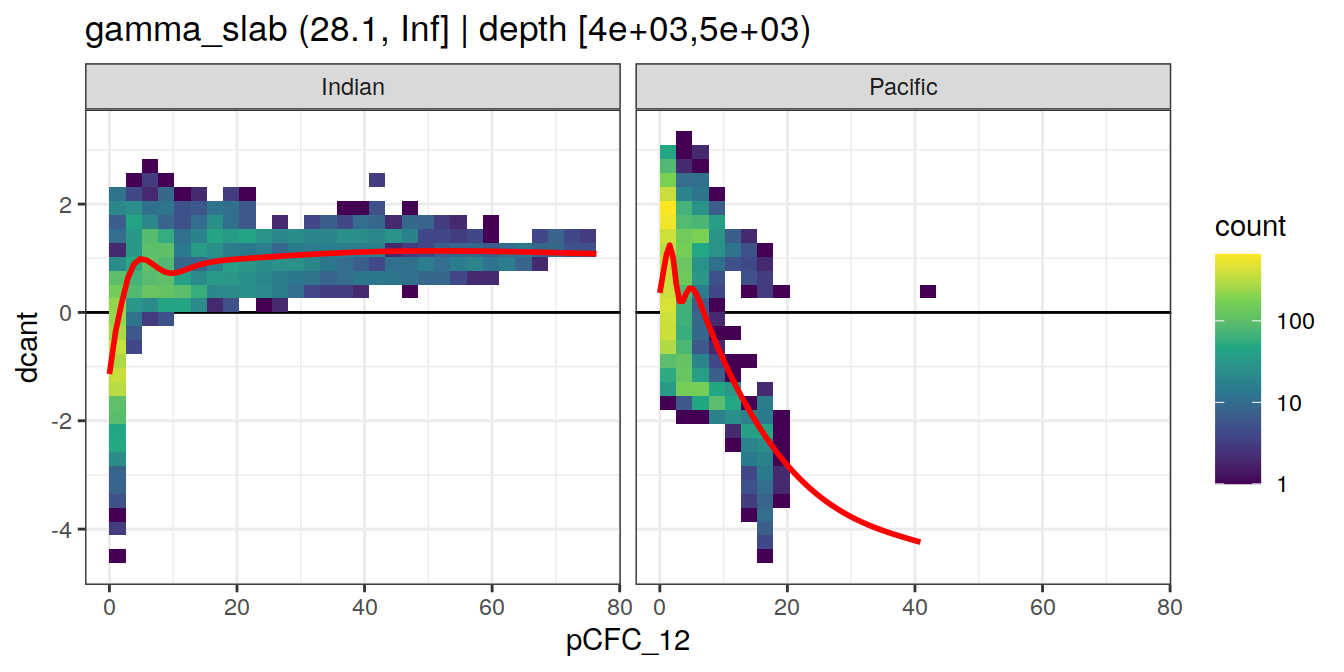 gamma_slab (28.1, Inf] | depth [4e+03,5e+03)
Indian
Pacific
dcant
2
0
-2
-4
0
20
40
60
80
0
20
40
60
80
pCFC_12
count
100
10
1